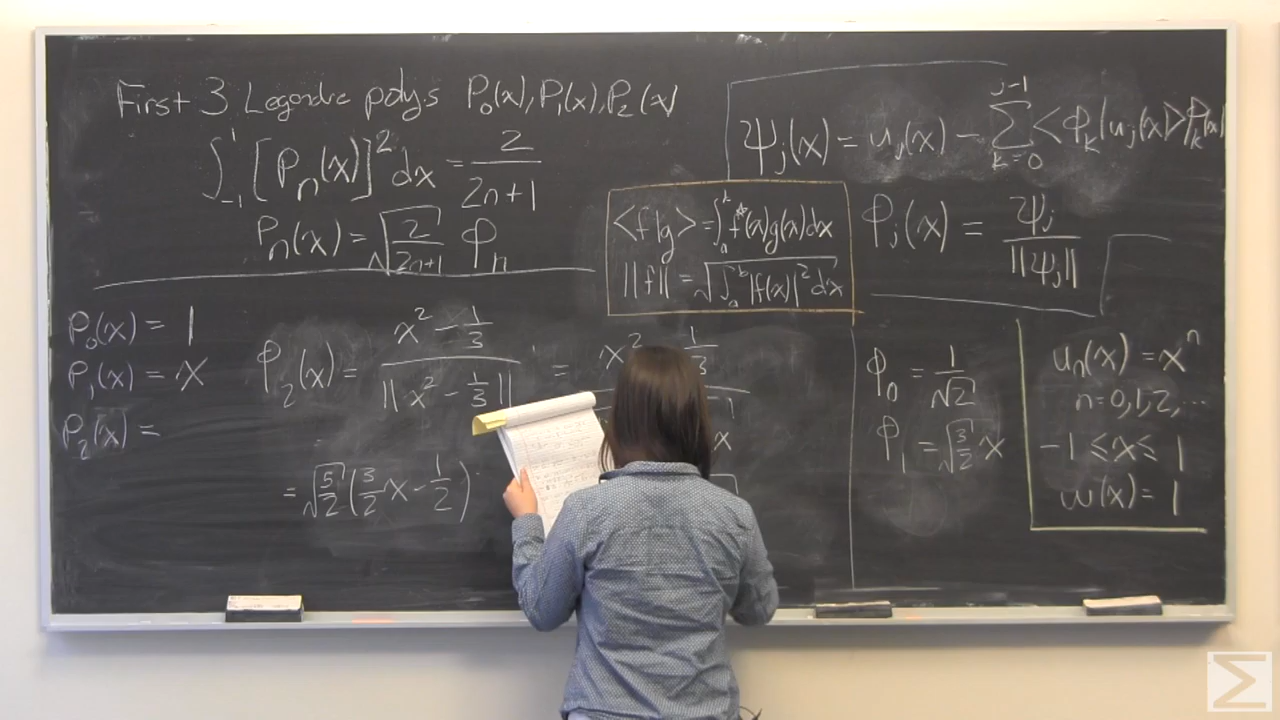 First 3 Legendre polys P₀(x), P₁(x), P₂(x)
∫₋₁¹ [Pₙ(x)]² dx = 2/(2n+1)
Pₙ(x) = √(2/(2n+1)) φₙ
ψⱼ(x) = uⱼ(x) - Σ_{k=0}^{j-1} <φₖ|uⱼ(x)>φₖ(x)
<f|g> = ∫ₐᵇ f*(x)g(x)dx
||f|| = √(∫ₐᵇ |f(x)|² dx)
φⱼ(x) = ψⱼ/||ψⱼ||
P₀(x) = 1
P₁(x) = x
P₂(x) =
φ₂(x) = (x² - 1/3)/||x² - 1/3|| = x² 1/3
x
= √(5/2) (3/2 x - 1/2)
φ₀ = 1/√2
φ₁ = √(3/2) x
uₙ(x) = xⁿ
n = 0,1,2,...
-1 ≤ x ≤ 1
w(x) = 1
Σ